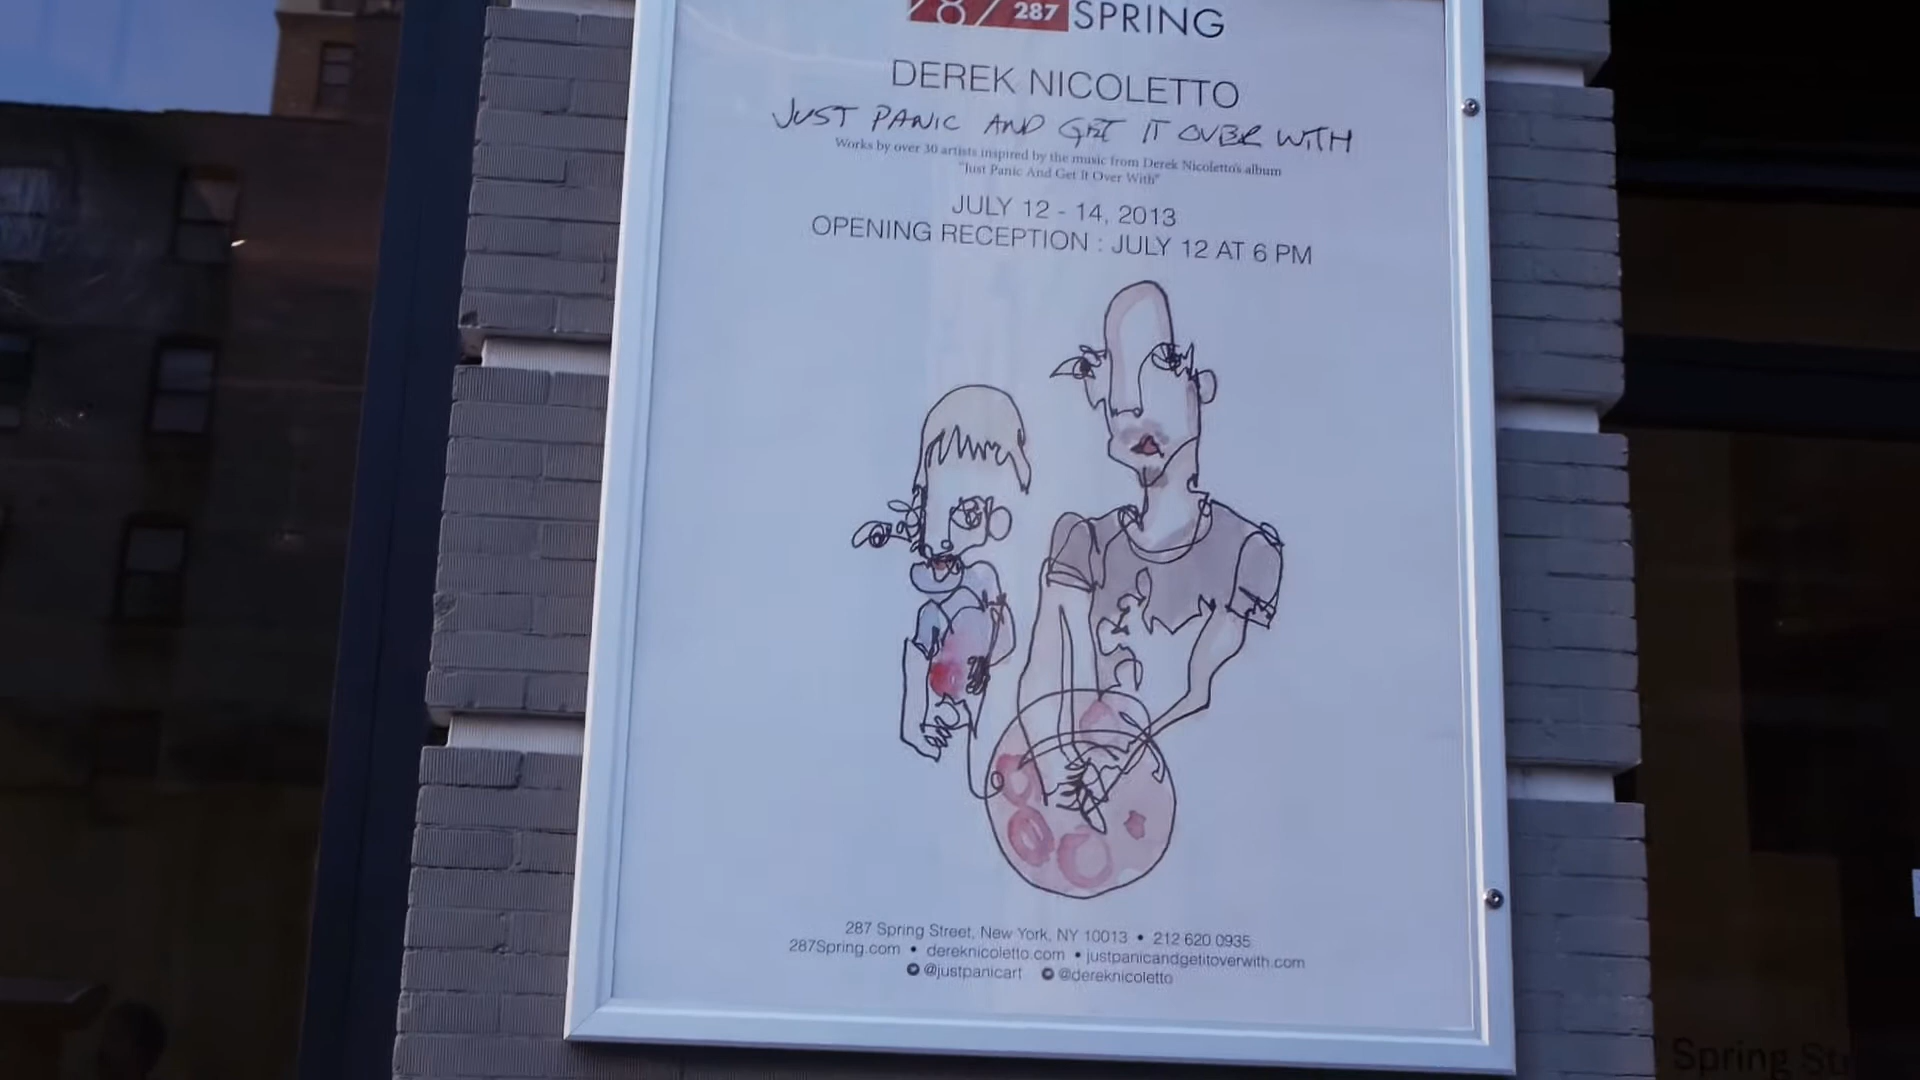 287 SPRING
DEREK NICOLETTO
JUST PANIC AND GET IT OVER WITH
Works by over 30 artists inspired by the music from Derek Nicoletto's album
"Just Panic And Get It Over With"
JULY 12 - 14, 2013
OPENING RECEPTION : JULY 12 AT 6 PM
287 Spring Street, New York, NY 10013 • 212 620 0935
287Spring.com • dereknicoletto.com • justpanicandgetitoverwith.com
@justpanicart @dereknicoletto
Spring